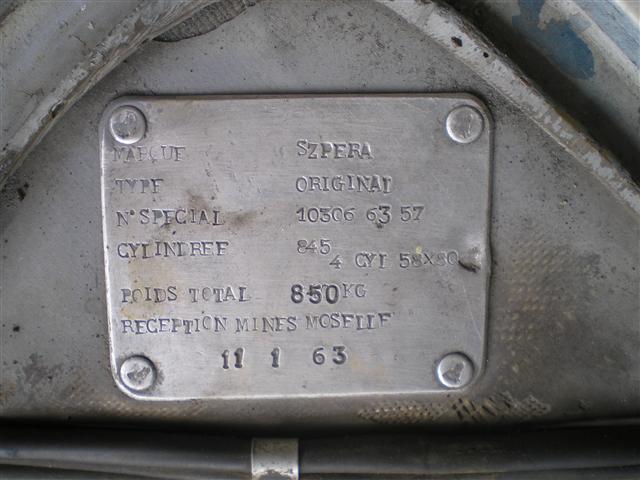 MARQUE SZPERA
TYPE ORIGINAL
N° SPECIAL 10306 63 57
CYLINDREE 845 4 CYL 58X80
POIDS TOTAL 850 KG
RECEPTION MINES MOSELLE
11 1 63